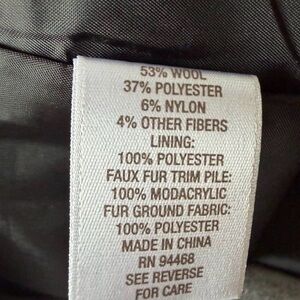 53% WOOL
37% POLYESTER
6% NYLON
4% OTHER FIBERS
LINING:
100% POLYESTER
FAUX FUR TRIM PILE:
100% MODACRYLIC
FUR GROUND FABRIC:
100% POLYESTER
MADE IN CHINA
RN 94468
SEE REVERSE
FOR CARE